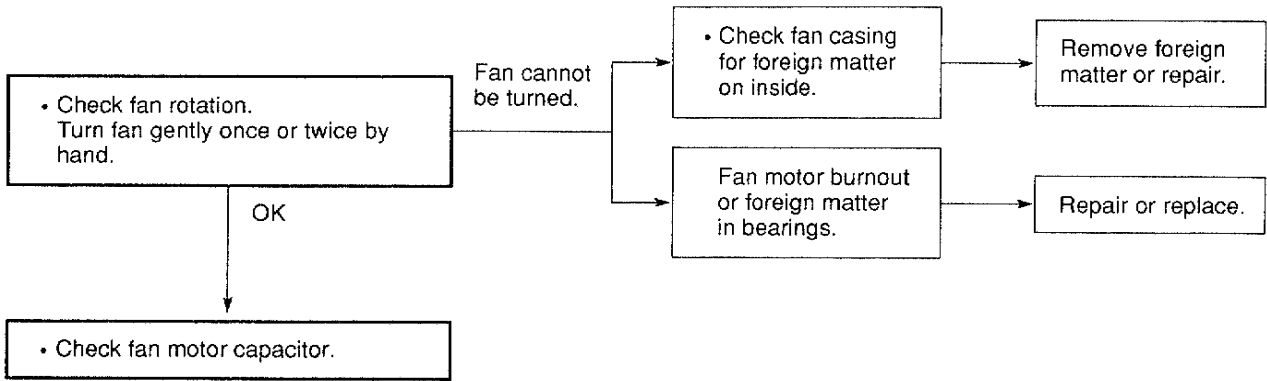 • Check fan rotation.
Turn fan gently once or twice by
hand.
Fan cannot
be turned.
• Check fan casing
for foreign matter
on inside.
Remove foreign
matter or repair.
Fan motor burnout
or foreign matter
in bearings.
Repair or replace.
OK
• Check fan motor capacitor.